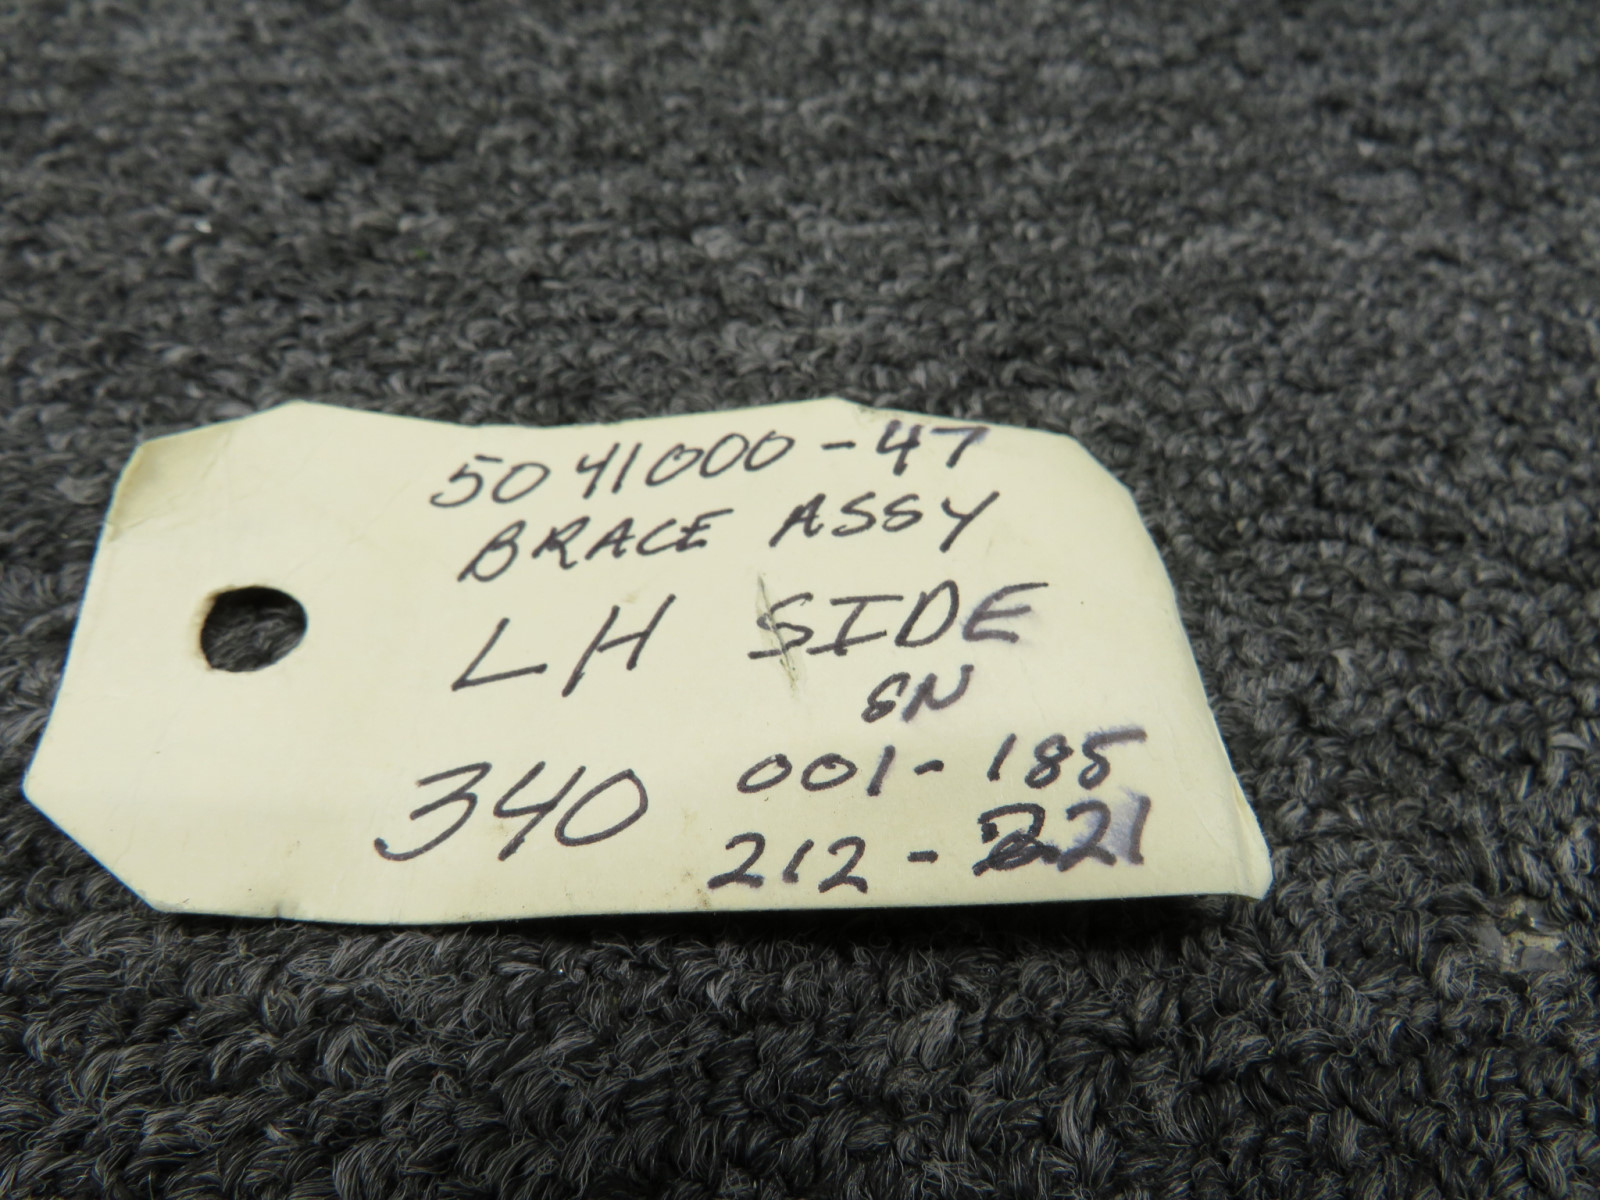 5041000-47
BRACE ASSY
LH SIDE
SN
340 001-185
212-221